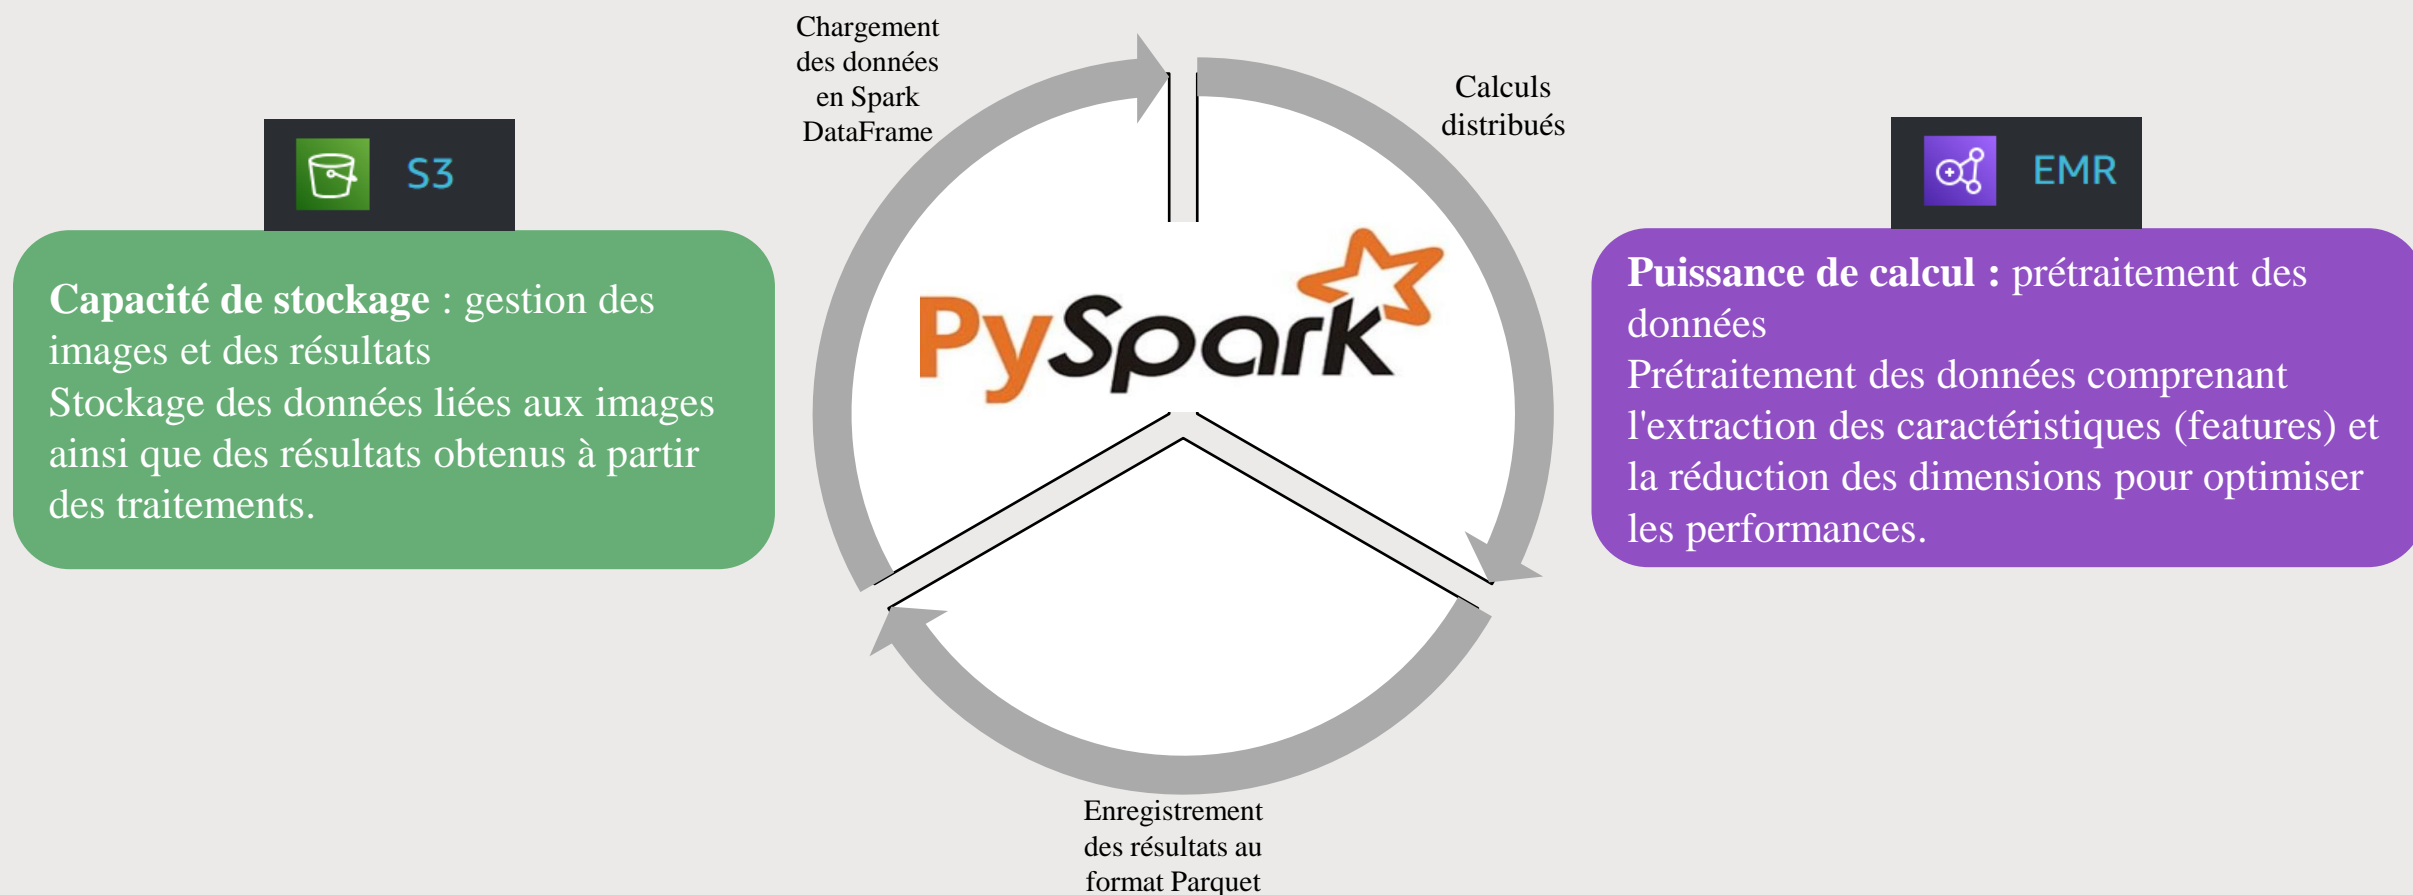 Chargement
des données
en Spark
DataFrame
Calculs
distribués
S3
EMR
Capacité de stockage : gestion des
images et des résultats
Stockage des données liées aux images
ainsi que des résultats obtenus à partir
des traitements.
PySpark
Puissance de calcul : prétraitement des
données
Prétraitement des données comprenant
l'extraction des caractéristiques (features) et
la réduction des dimensions pour optimiser
les performances.
Enregistrement
des résultats au
format Parquet